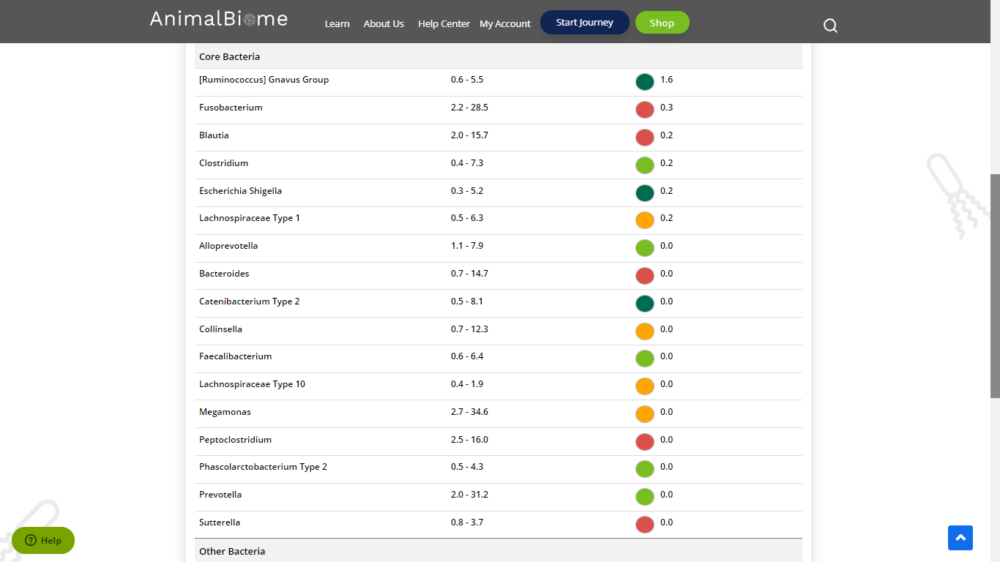 AnimalBiome
Learn About Us Help Center My Account Start Journey Shop
Core Bacteria
[Ruminococcus] Gnavus Group 0.6 - 5.5 1.6
Fusobacterium 2.2 - 28.5 0.3
Blautia 2.0 - 15.7 0.2
Clostridium 0.4 - 7.3 0.2
Escherichia Shigella 0.3 - 5.2 0.2
Lachnospiraceae Type 1 0.5 - 6.3 0.2
Alloprevotella 1.1 - 7.9 0.0
Bacteroides 0.7 - 14.7 0.0
Catenibacterium Type 2 0.5 - 8.1 0.0
Collinsella 0.7 - 12.3 0.0
Faecalibacterium 0.6 - 6.4 0.0
Lachnospiraceae Type 10 0.4 - 1.9 0.0
Megamonas 2.7 - 34.6 0.0
Peptoclostridium 2.5 - 16.0 0.0
Phascolarctobacterium Type 2 0.5 - 4.3 0.0
Prevotella 2.0 - 31.2 0.0
Sutterella 0.8 - 3.7 0.0
Help
Other Bacteria